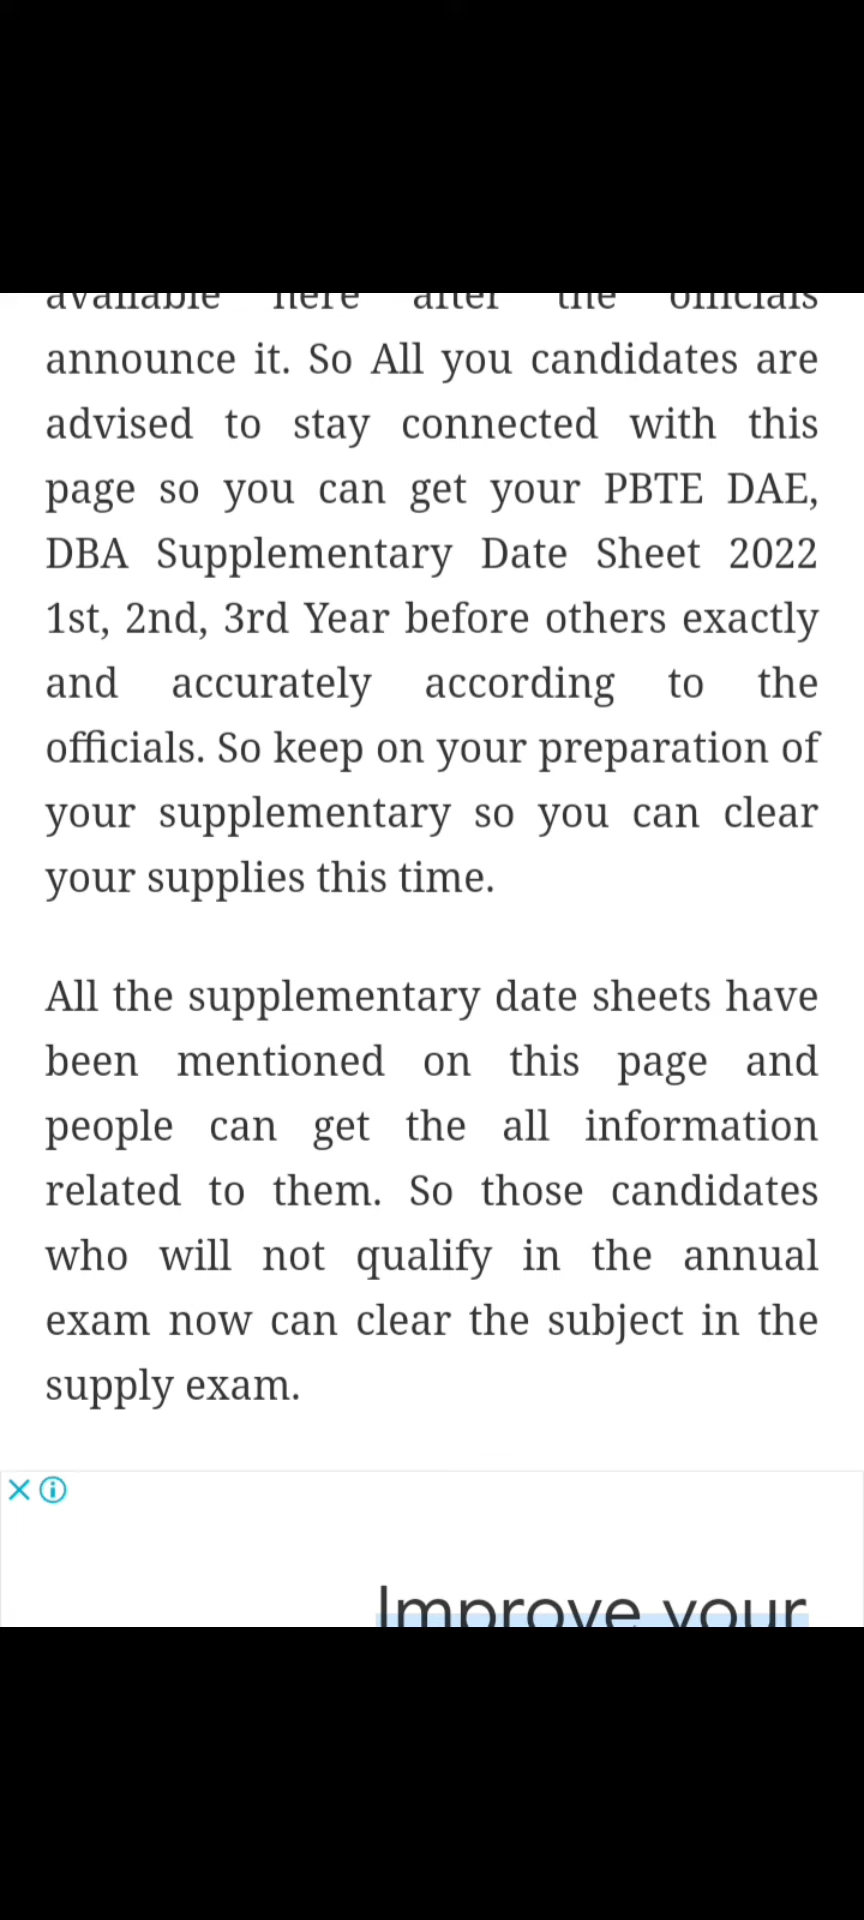 available here after the officials
announce it. So All you candidates are
advised to stay connected with this
page so you can get your PBTE DAE,
DBA Supplementary Date Sheet 2022
1st, 2nd, 3rd Year before others exactly
and accurately according to the
officials. So keep on your preparation of
your supplementary so you can clear
your supplies this time.
All the supplementary date sheets have
been mentioned on this page and
people can get the all information
related to them. So those candidates
who will not qualify in the annual
exam now can clear the subject in the
supply exam.
Improve your